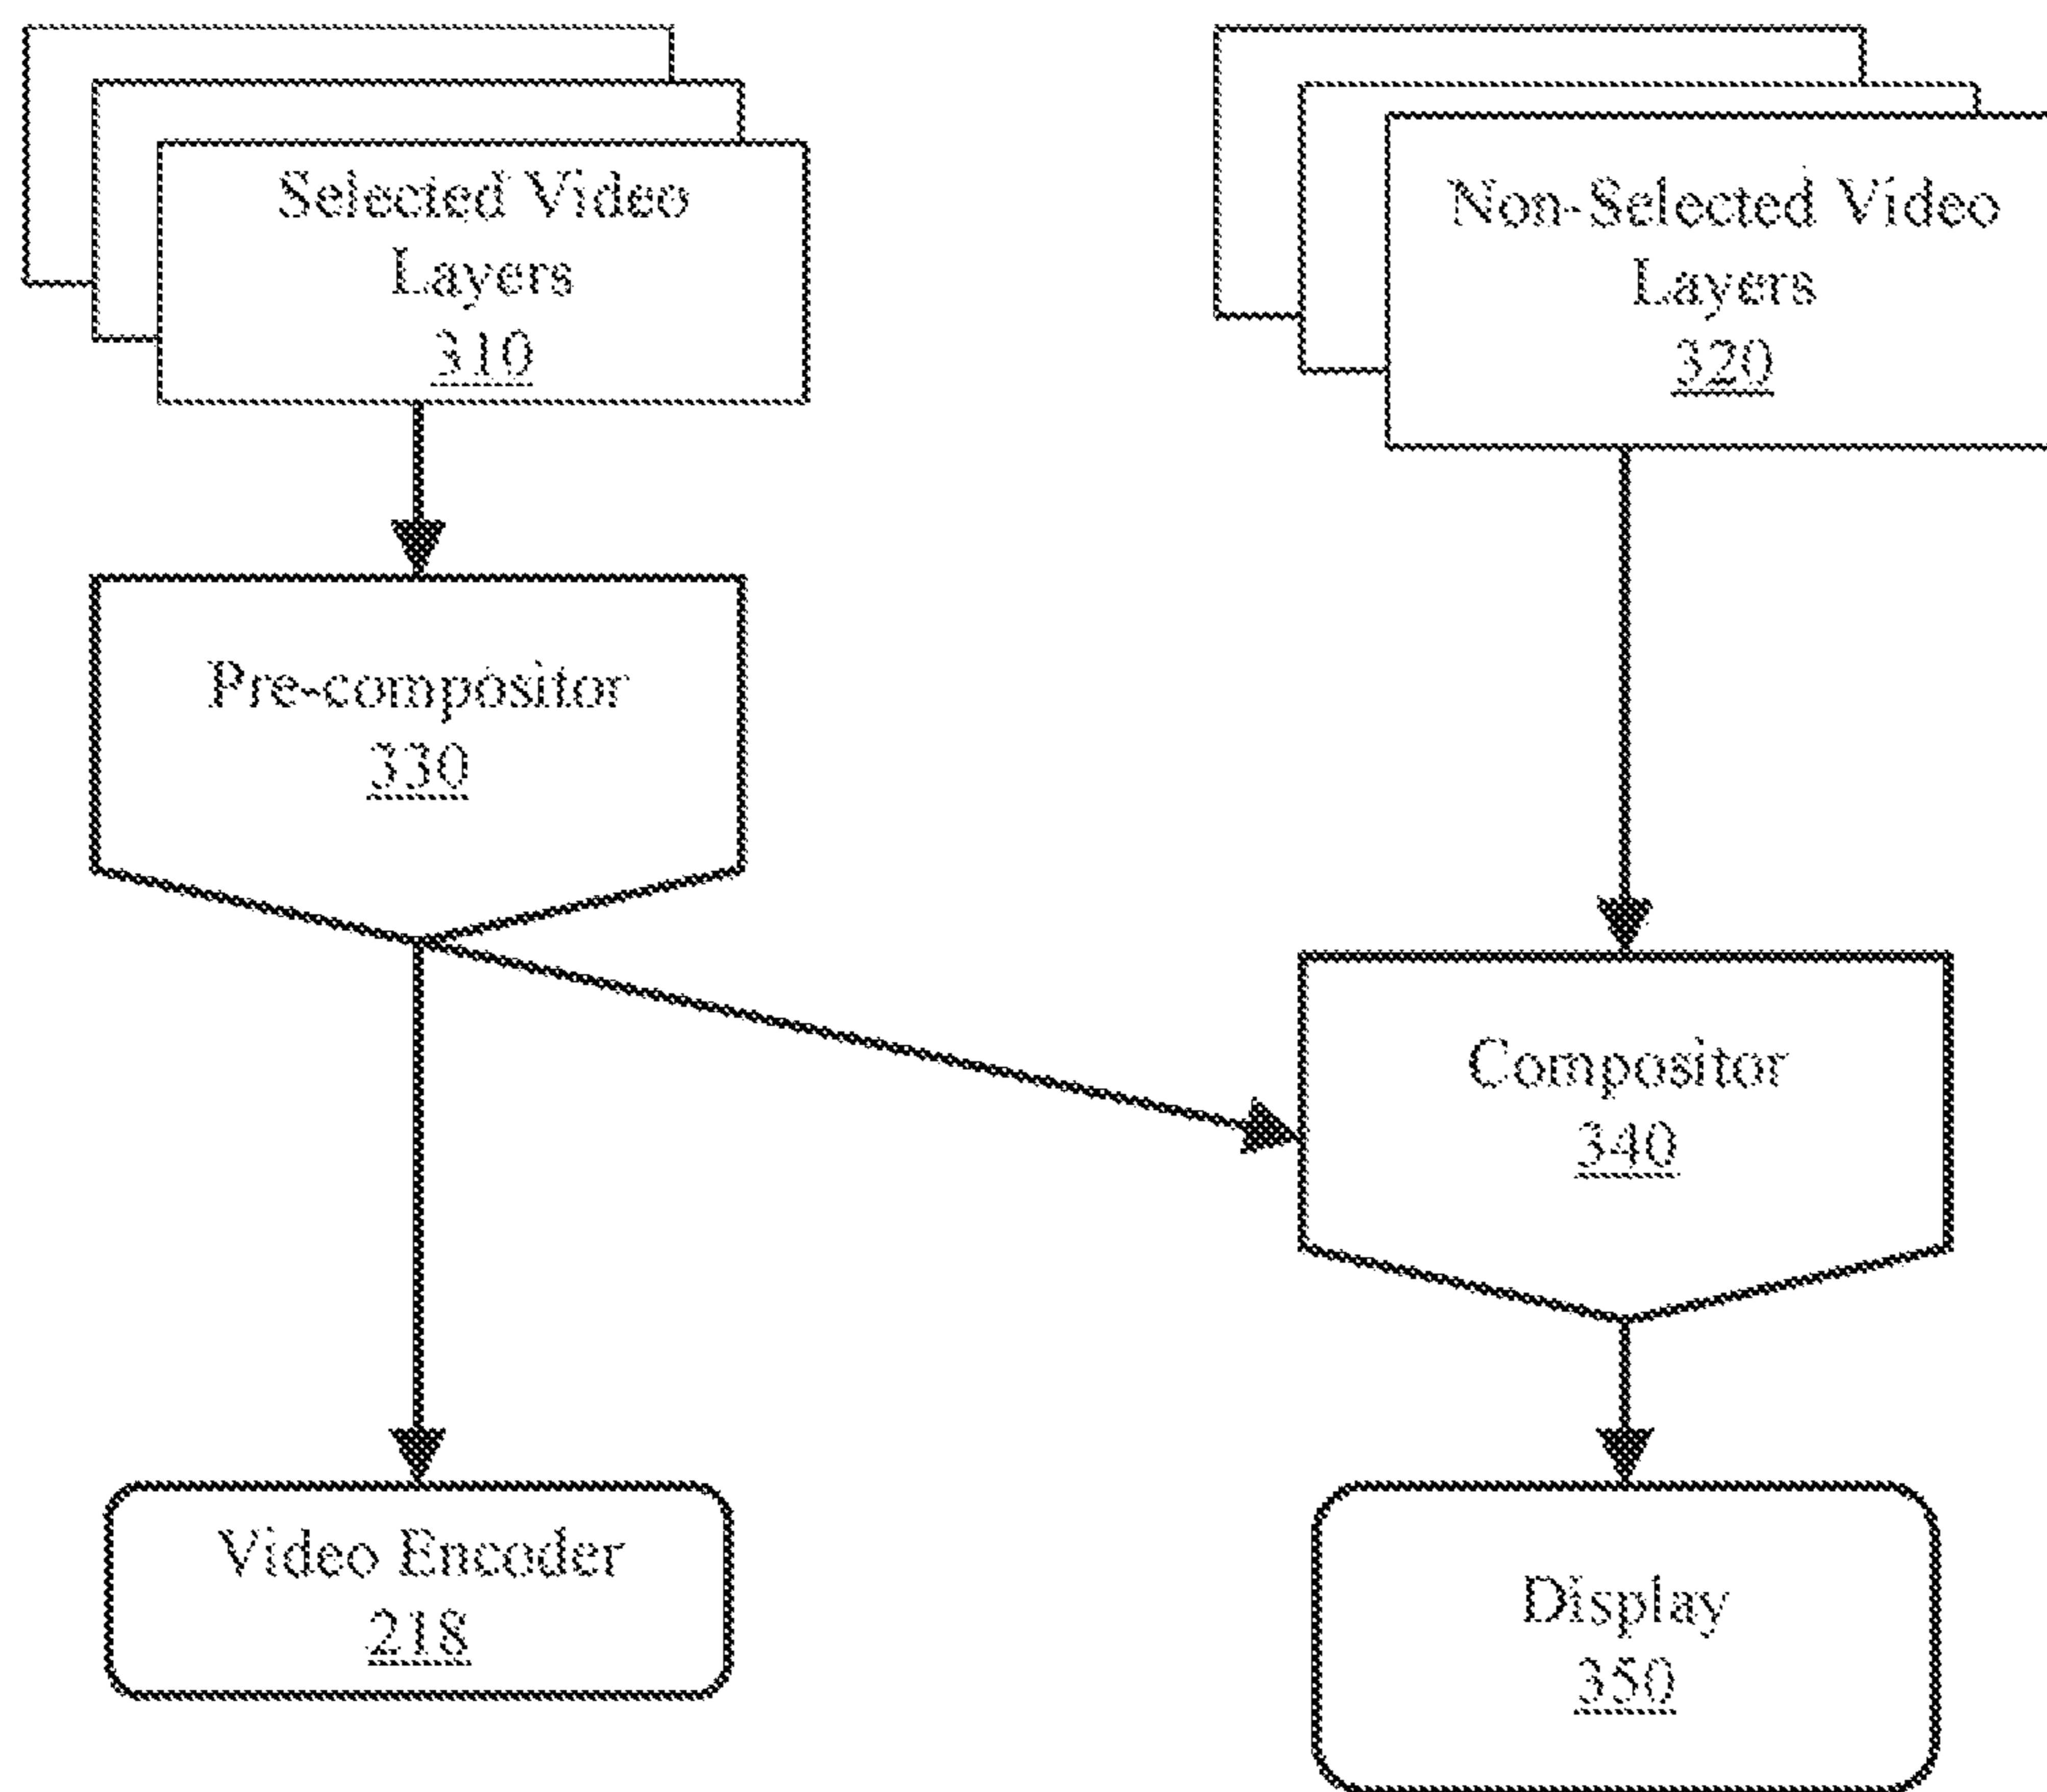 Selected Video
Layers
310
Non-Selected Video
Layers
320
Pre-compositor
330
Compositor
340
Video Encoder
218
Display
350